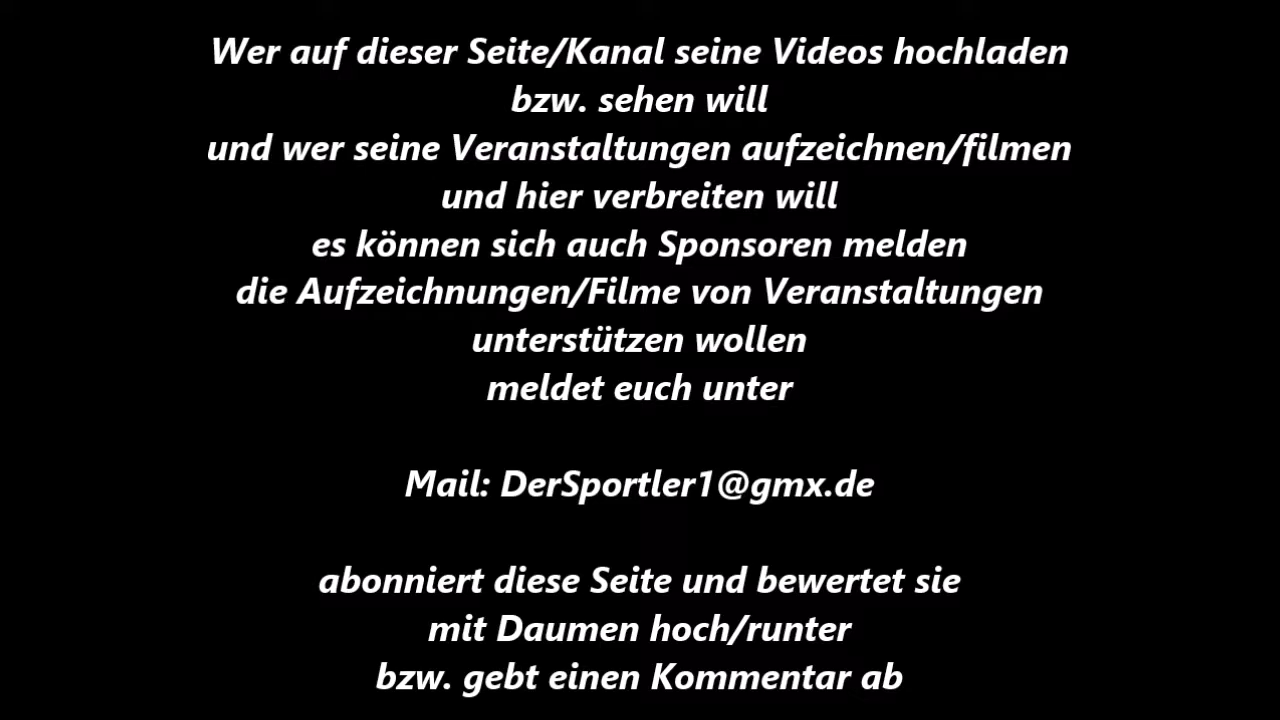 Wer auf dieser Seite/Kanal seine Videos hochladen
bzw. sehen will
und wer seine Veranstaltungen aufzeichnen/filmen
und hier verbreiten will
es können sich auch Sponsoren melden
die Aufzeichnungen/Filme von Veranstaltungen
unterstützen wollen
meldet euch unter
Mail: DerSportler1@gmx.de
abonniert diese Seite und bewertet sie
mit Daumen hoch/runter
bzw. gebt einen Kommentar ab